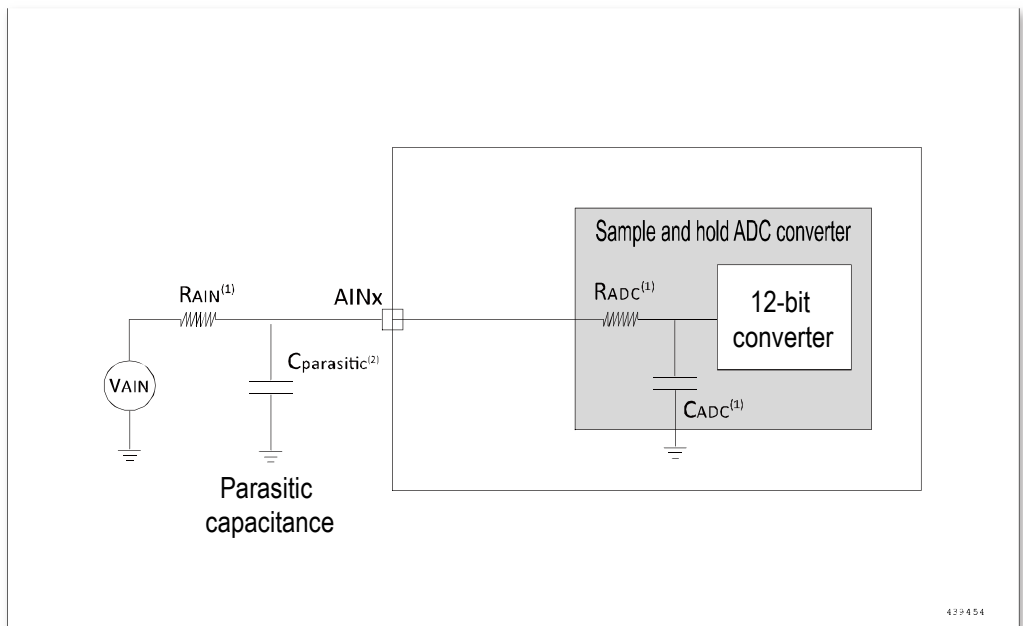 Sample and hold ADC converter
RAIN(1)
AINx
RADC(1)
12-bit
converter
Cparasitic(2)
VAIN
CADC(1)
Parasitic
capacitance
439454